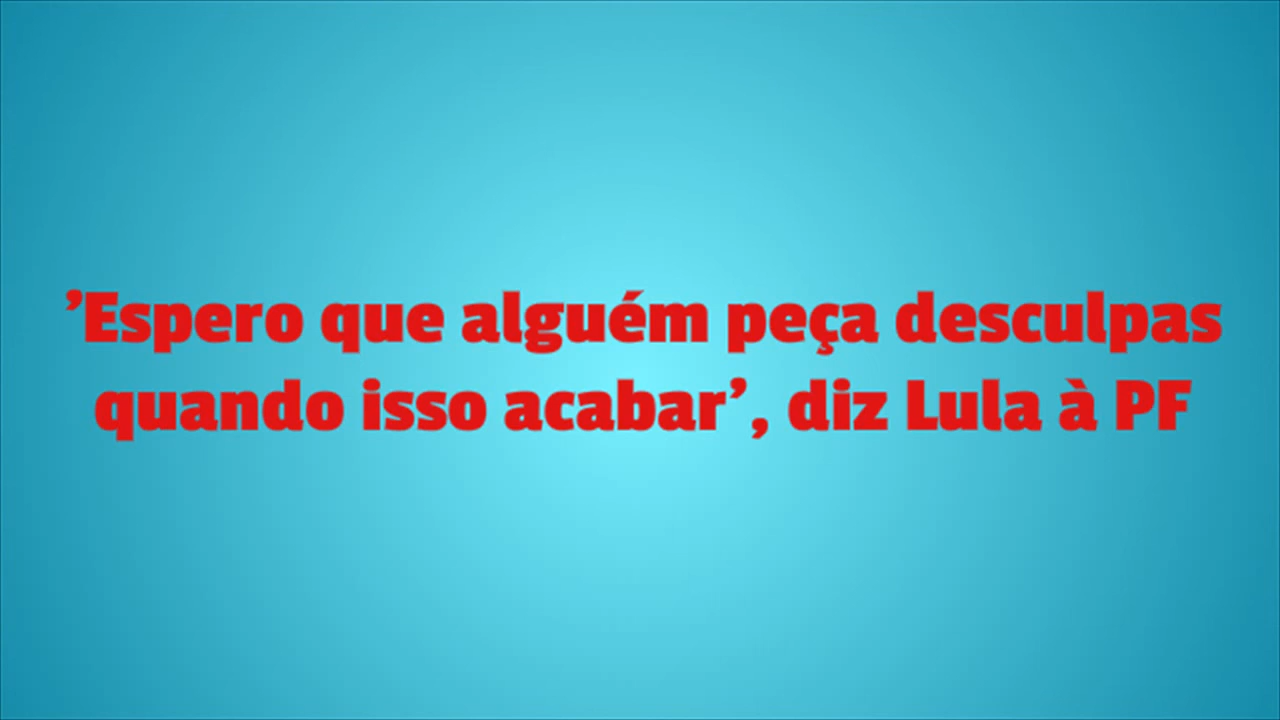 ’Espero que alguém peça desculpas
quando isso acabar’, diz Lula à PF